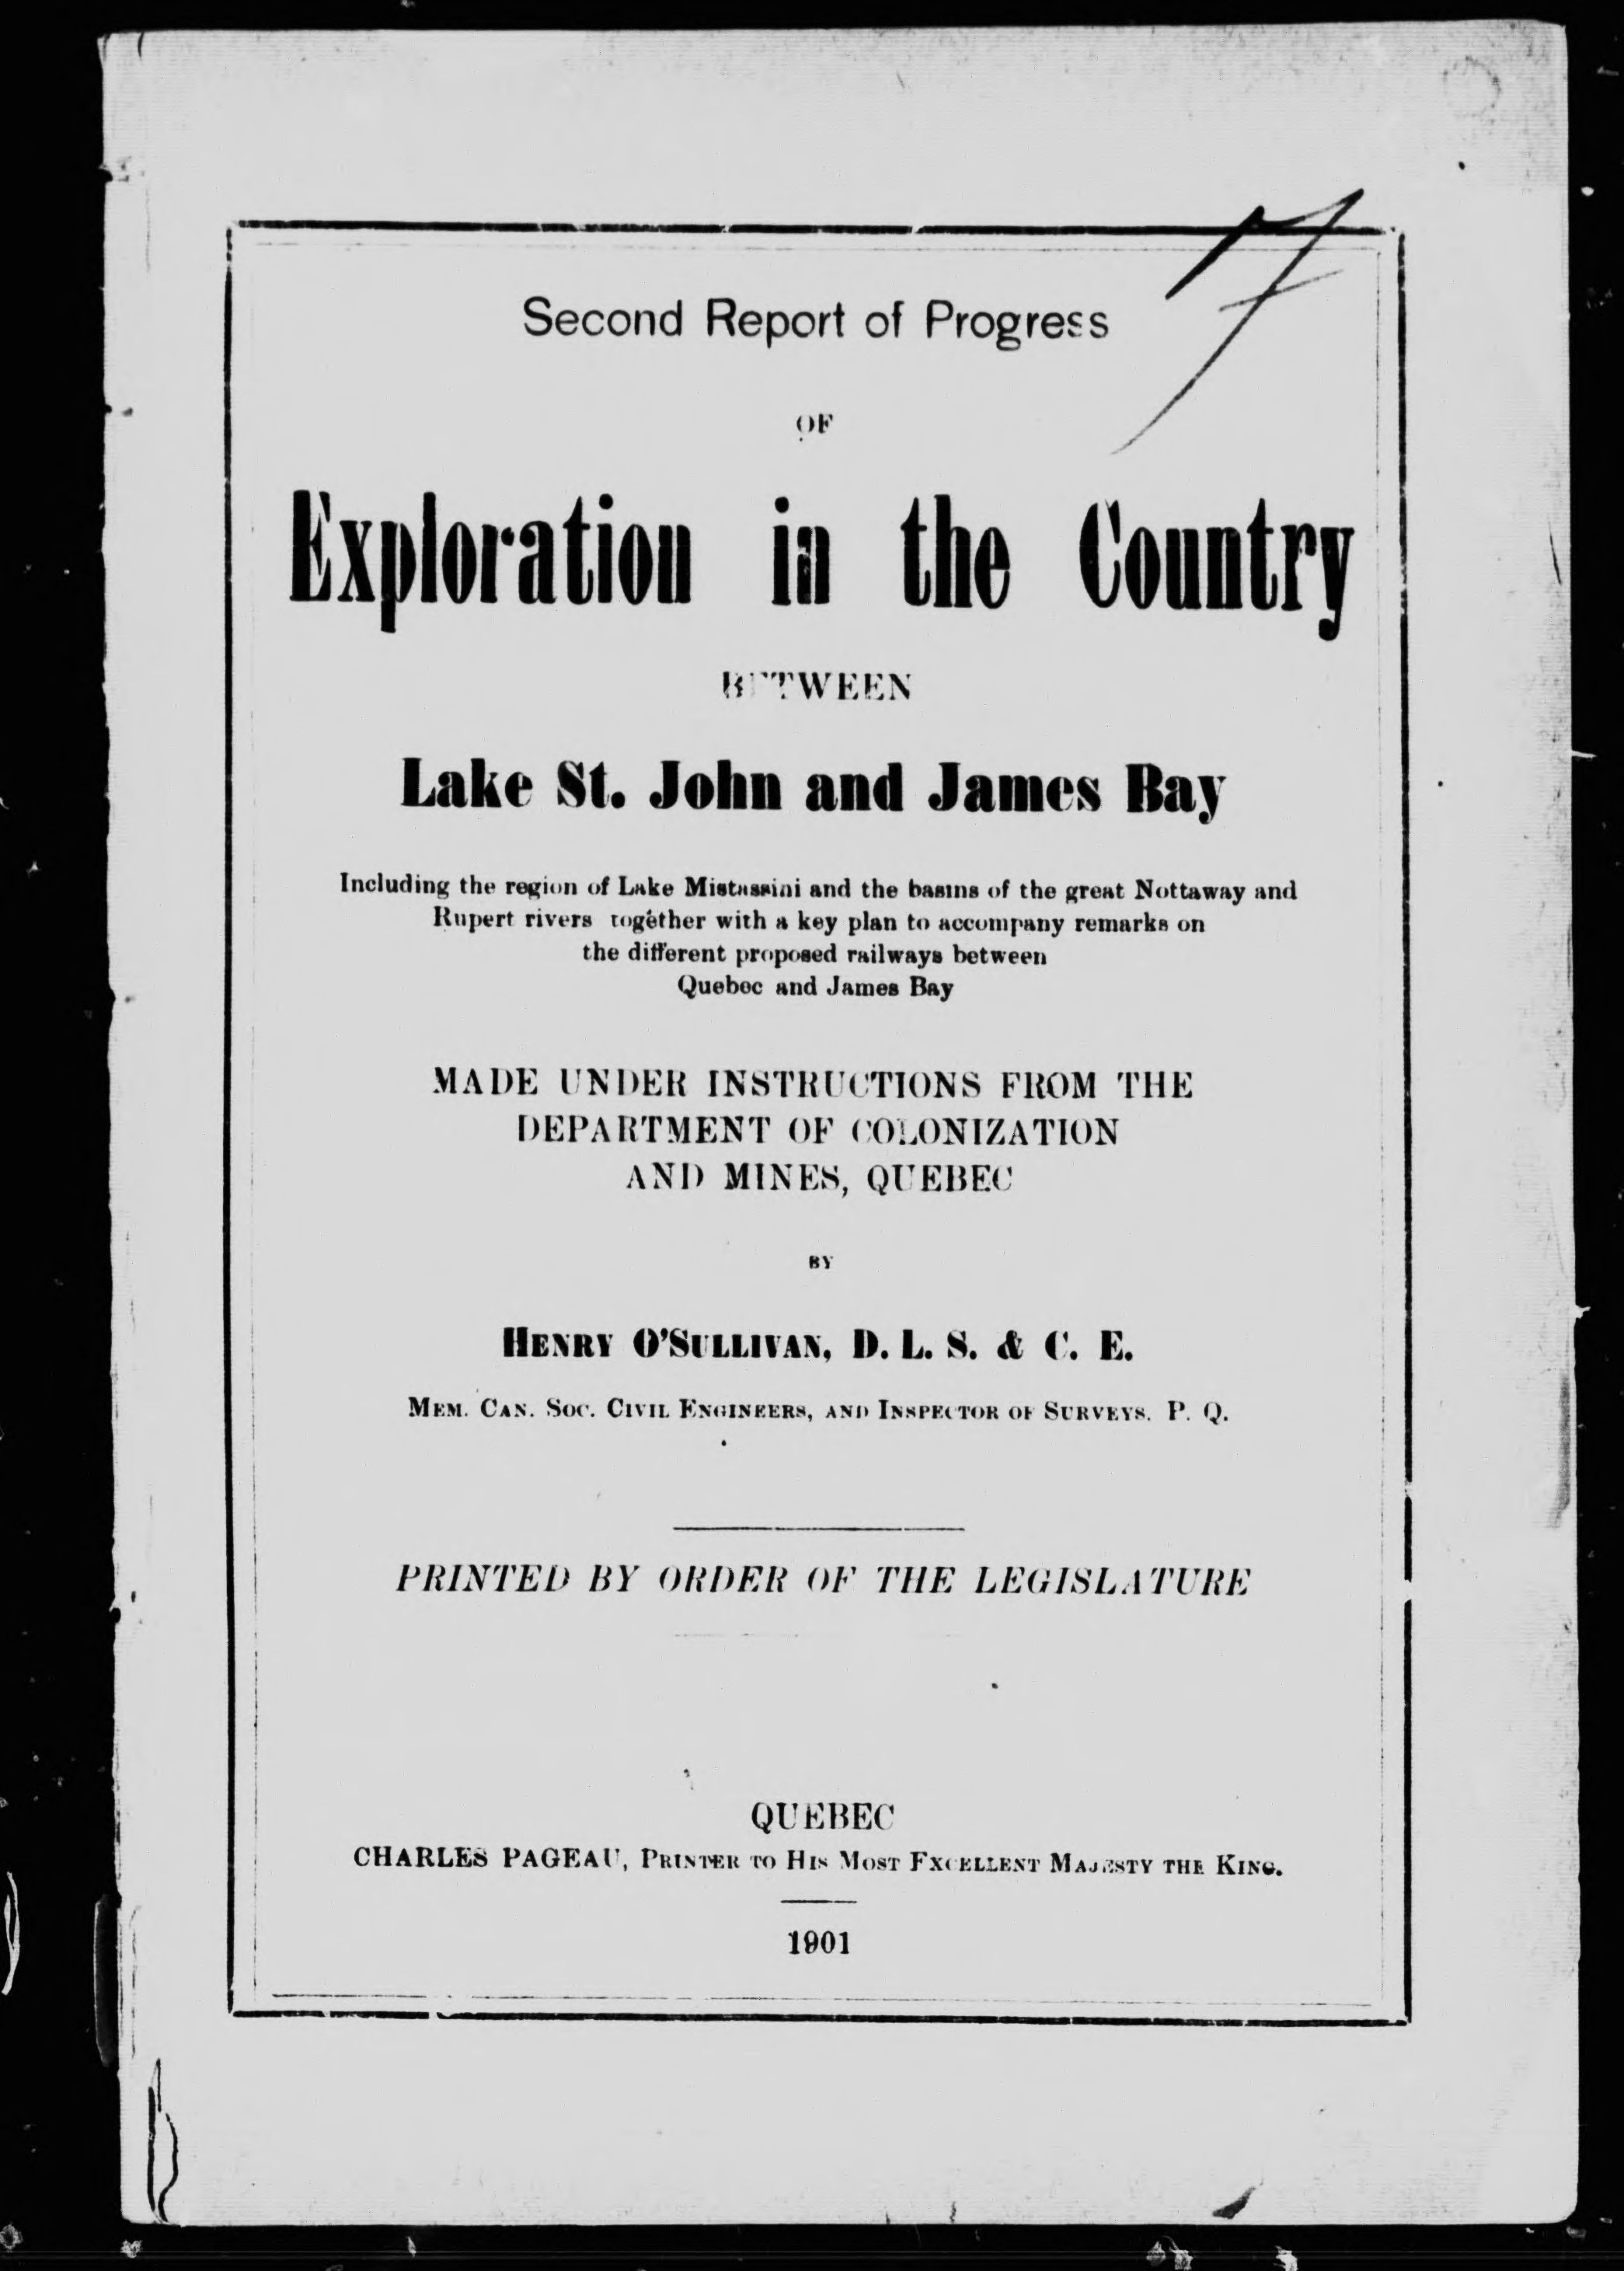 7
Second Report of Progress
OF
Exploration in the Country
BETWEEN
Lake St. John and James Bay
Including the region of Lake Mistassini and the basins of the great Nottaway and
Rupert rivers together with a key plan to accompany remarks on
the different proposed railways between
Quebec and James Bay
MADE UNDER INSTRUCTIONS FROM THE
DEPARTMENT OF COLONIZATION
AND MINES, QUEBEC
BY
HENRY O'SULLIVAN, D. L. S. & C. E.
MEM. CAN. SOC. CIVIL ENGINEERS, AND INSPECTOR OF SURVEYS. P. Q.
PRINTED BY ORDER OF THE LEGISLATURE
QUEBEC
CHARLES PAGEAU, PRINTER TO HIS MOST EXCELLENT MAJESTY THE KING.
1901